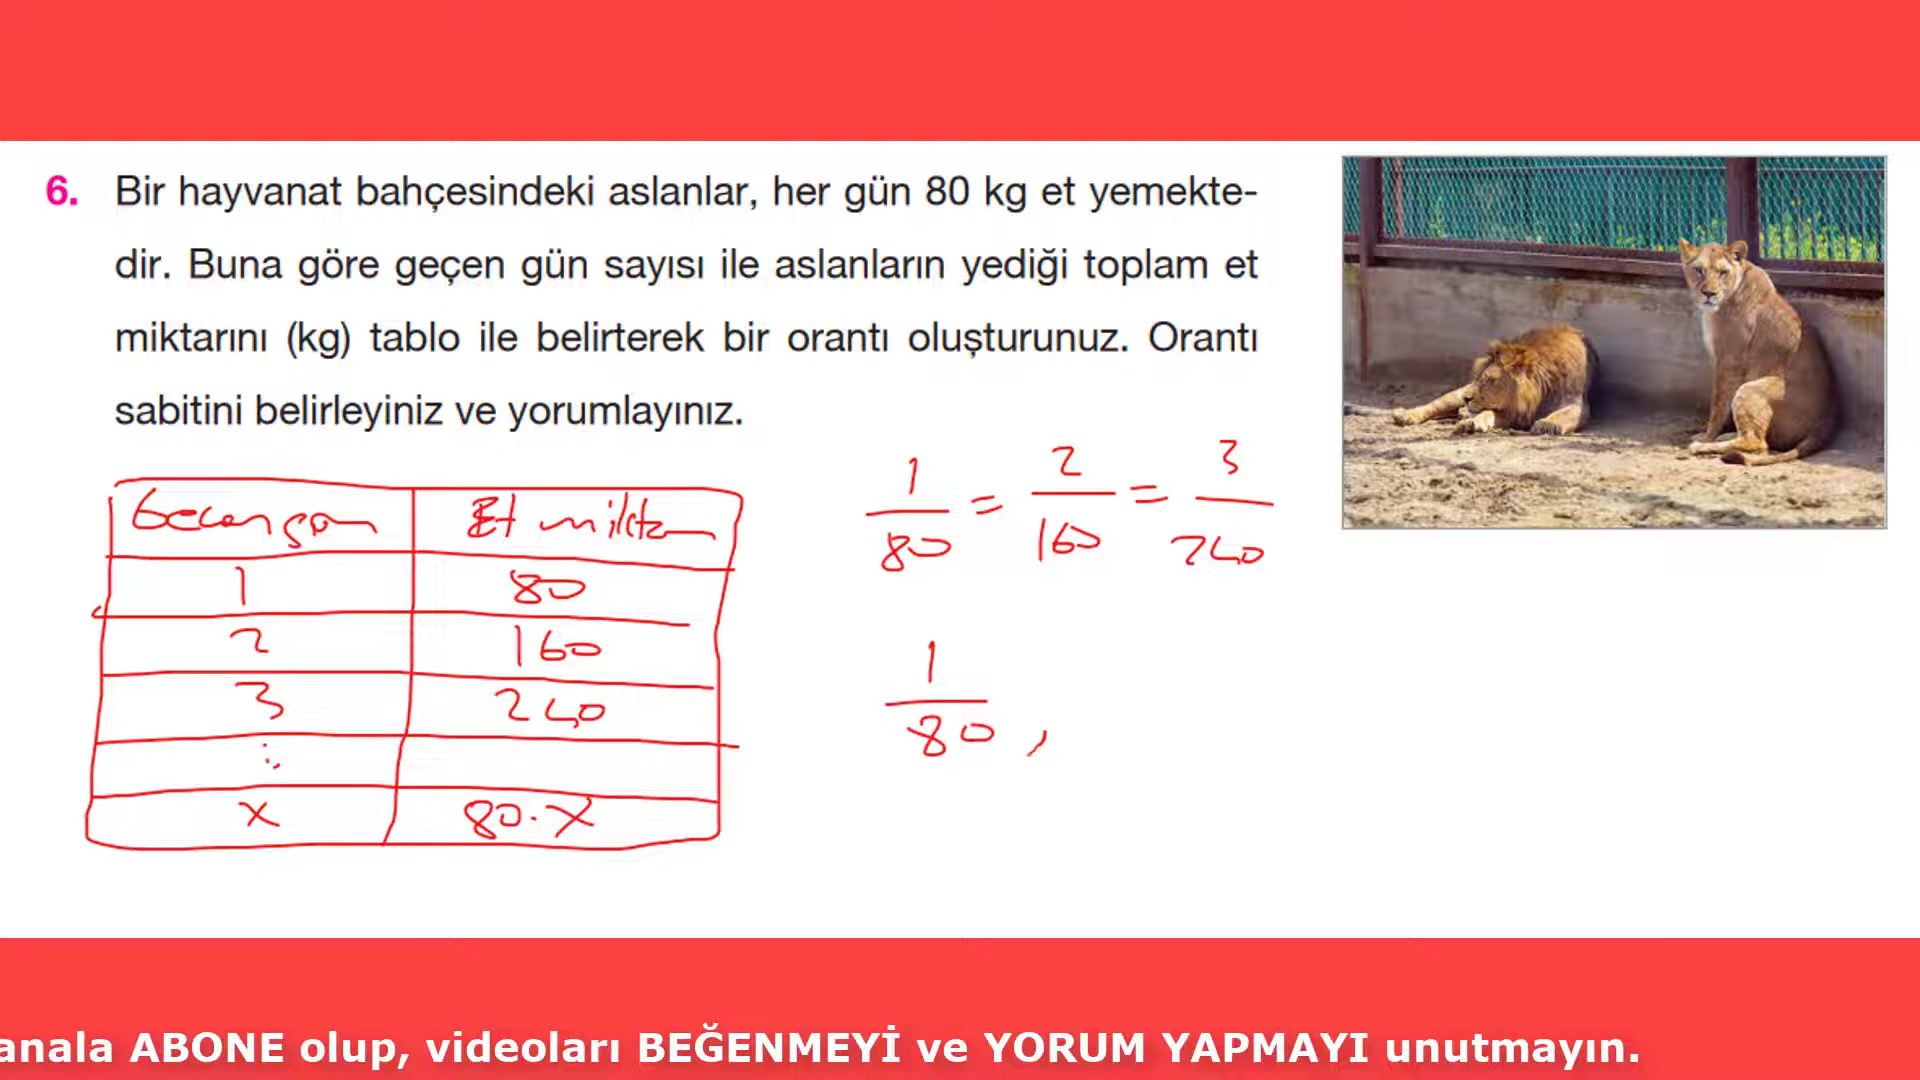 6. Bir hayvanat bahçesindeki aslanlar, her gün 80 kg et yemekte-
dir. Buna göre geçen gün sayısı ile aslanların yediği toplam et
miktarını (kg) tablo ile belirterek bir orantı oluşturunuz. Orantı
sabitini belirleyiniz ve yorumlayınız.
Et
1 80
2 160
3 240
:
x 80.x
1/80 = 2/160 = 3/240
1/80 ,
anala ABONE olup, videoları BEĞENMEYİ ve YORUM YAPMAYI unutmayın.